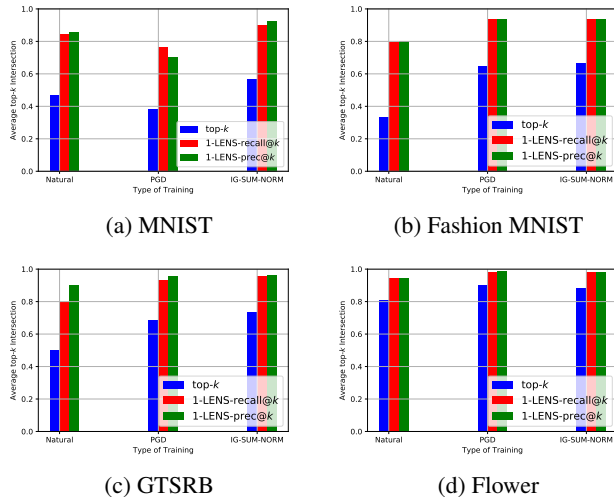 1.0
0.8
0.6
0.4
0.2
0.0
Average top-k Intersection
top-k
1-LENS-recall@k
1-LENS-prec@k
Natural
PGD
IG-SUM-NORM
Type of Training
(a) MNIST
1.0
0.8
0.6
0.4
0.2
0.0
Average top-k Intersection
top-k
1-LENS-recall@k
1-LENS-prec@k
Natural
PGD
IG-SUM-NORM
Type of Training
(b) Fashion MNIST
1.0
0.8
0.6
0.4
0.2
0.0
Average top-k Intersection
top-k
1-LENS-recall@k
1-LENS-prec@k
Natural
PGD
IG-SUM-NORM
Type of Training
(c) GTSRB
1.0
0.8
0.6
0.4
0.2
0.0
Average top-k Intersection
top-k
1-LENS-recall@k
1-LENS-prec@k
Natural
PGD
IG-SUM-NORM
Type of Training
(d) Flower